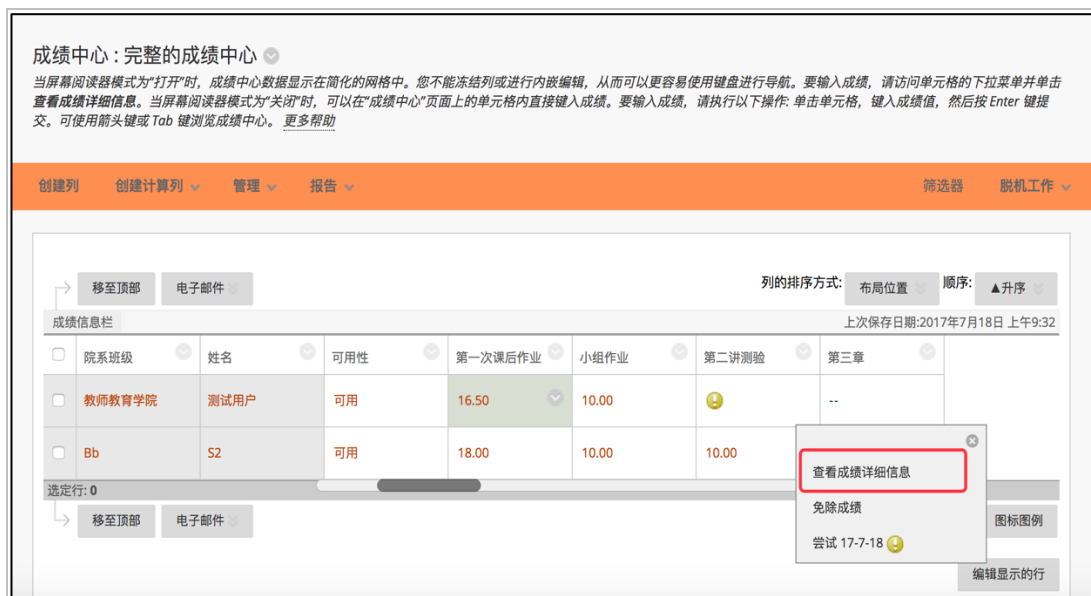 成绩中心 : 完整的成绩中心
当屏幕阅读器模式为“打开”时，成绩中心数据显示在简化的网格中。您不能冻结列或进行内嵌编辑，从而可以更容易使用键盘进行导航。要输入成绩，请访问单元格的下拉菜单并单击
查看成绩详细信息。当屏幕阅读器模式为“关闭”时，可以在“成绩中心”页面上的单元格内直接键入成绩。要输入成绩，请执行以下操作: 单击单元格，键入成绩值，然后按 Enter 键提
交。可使用箭头键或 Tab 键浏览成绩中心。 更多帮助
创建列 创建计算列 管理 报告 筛选器 脱机工作
移至顶部 电子邮件 列的排序方式: 布局位置 顺序: ▲升序
成绩信息栏 上次保存日期:2017年7月18日 上午9:32
院系班级 姓名 可用性 第一次课后作业 小组作业 第二讲测验 第三章
教师教育学院 测试用户 可用 16.50 10.00 --
Bb S2 可用 18.00 10.00 10.00
查看成绩详细信息
选定行: 0
免除成绩
移至顶部 电子邮件 图标图例
尝试 17-7-18
编辑显示的行